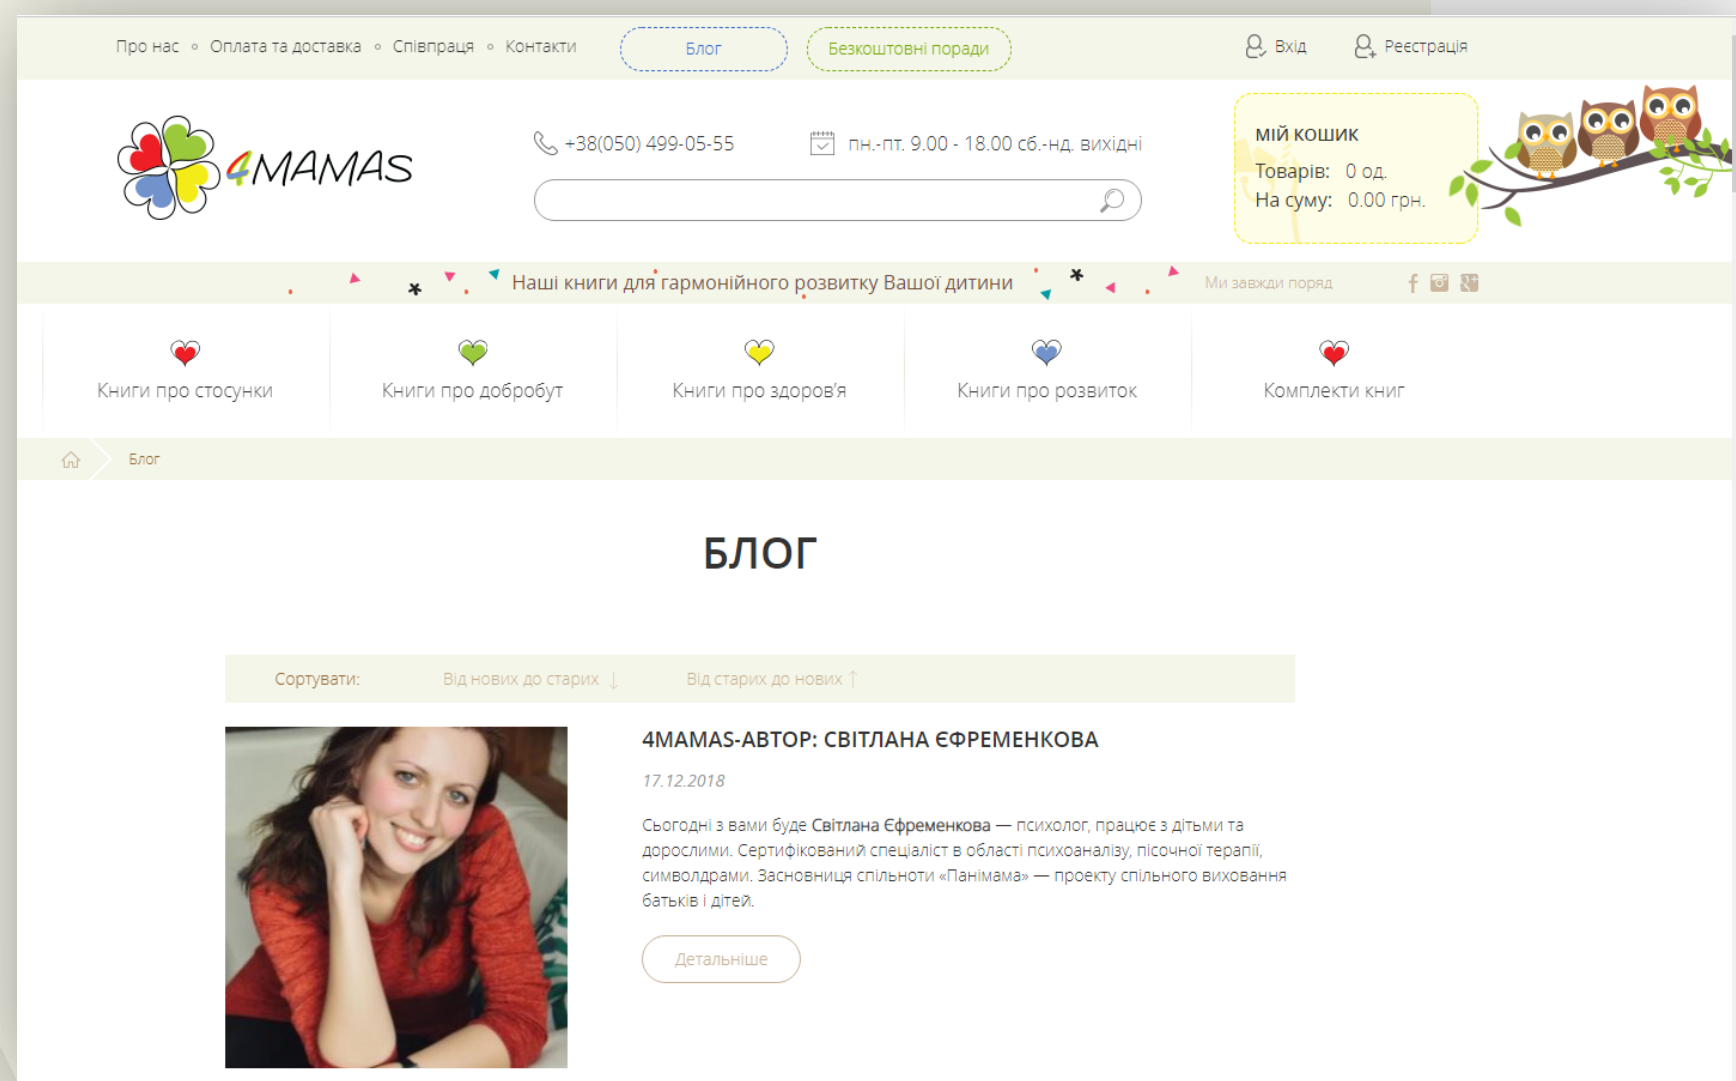 Про нас Оплата та доставка Співпраця Контакти Блог Безкоштовні поради Вхід Реєстрація
4MAMAS
+38(050) 499-05-55 пн.-пт. 9.00 - 18.00 сб.-нд. вихідні
МІЙ КОШИК
Товарів: 0 од.
На суму: 0.00 грн.
Наші книги для гармонійного розвитку Вашої дитини Ми завжди поряд
Книги про стосунки Книги про добробут Книги про здоров'я Книги про розвиток Комплекти книг
Блог
БЛОГ
Сортувати: Від нових до старих ↓ Від старих до нових ↑
4MAMAS-АВТОР: СВІТЛАНА ЄФРЕМЕНКОВА
17.12.2018
Сьогодні з вами буде Світлана Єфременкова — психолог, працює з дітьми та
дорослими. Сертифікований спеціаліст в області психоаналізу, пісочної терапії,
символдрами. Засновниця спільноти «Панімама» — проекту спільного виховання
батьків і дітей.
Детальніше